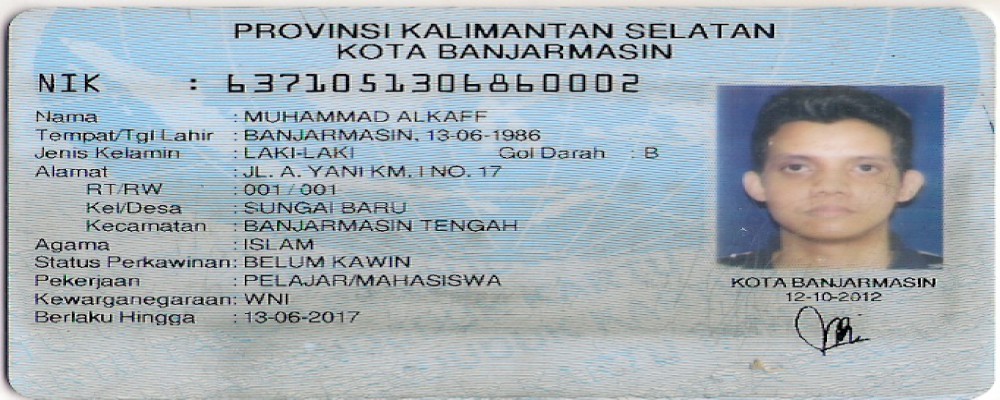 PROVINSI KALIMANTAN SELATAN
KOTA BANJARMASIN
NIK : 6371051306860002
Nama : MUHAMMAD ALKAFF
Tempat/Tgl Lahir : BANJARMASIN, 13-06-1986
Jenis Kelamin : LAKI-LAKI Gol Darah : B
Alamat : JL. A. YANI KM. I NO. 17
RT/RW : 001 / 001
Kel/Desa : SUNGAI BARU
Kecamatan : BANJARMASIN TENGAH
Agama : ISLAM
Status Perkawinan: BELUM KAWIN
Pekerjaan : PELAJAR/MAHASISWA
Kewarganegaraan: WNI
Berlaku Hingga : 13-06-2017
KOTA BANJARMASIN
12-10-2012